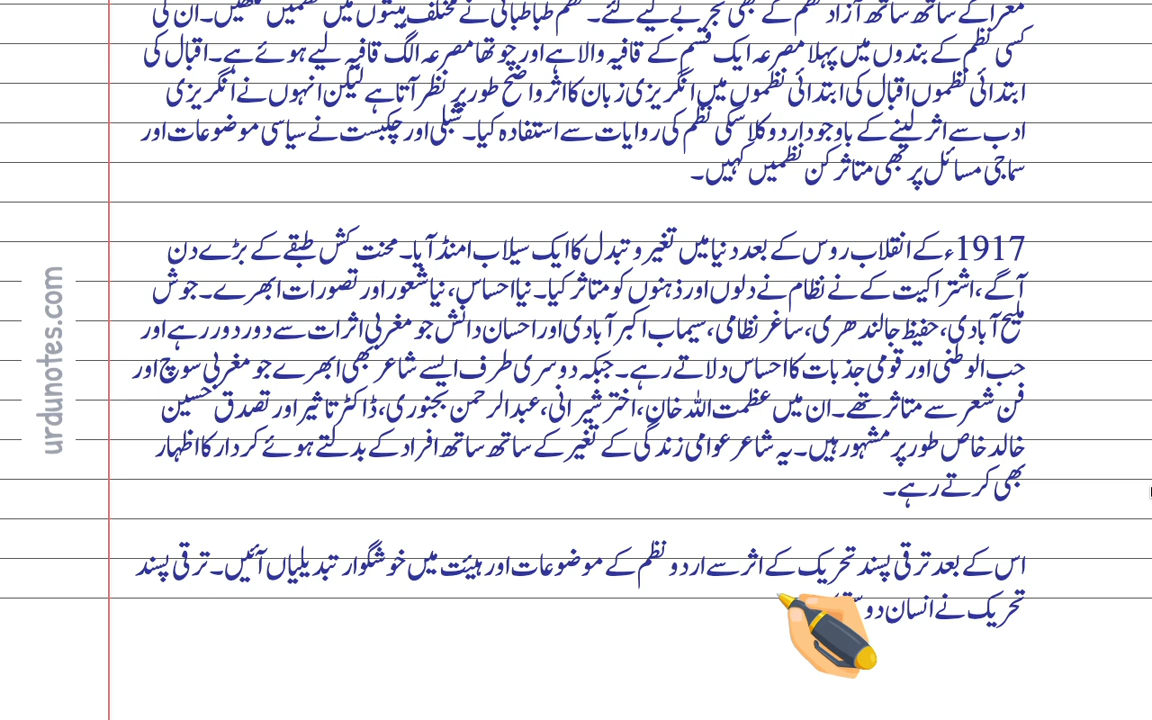 معرا کے ساتھ ساتھ آزاد نظم کے بھی تجربے کیے گئے۔ نظم طباطبائی نے مختلف ہیئتوں میں نظمیں لکھیں۔ ان کی
کسی نظم کے بندوں میں پہلا مصرعہ ایک قسم کے قافیہ والا ہے اور چوتھا مصرعہ الگ قافیہ لیے ہوئے ہے۔ اقبال کی
ابتدائی نظموں اقبال کی ابتدائی نظموں میں انگریزی زبان کا اثر واضح طور پر نظر آتا ہے لیکن انہوں نے انگریزی
ادب سے اثر لینے کے باوجود اردو کلاسکی نظم کی روایات سے استفادہ کیا۔ شبلی اور چکبست نے سیاسی موضوعات اور
سماجی مسائل پر بھی متاثر کن نظمیں کہیں۔
1917ء کے انقلاب روس کے بعد دنیا میں تغیر و تبدل کا ایک سیلاب امنڈ آیا۔ محنت کش طبقے کے بڑے دن
آگے، اشتراکیت کے نے نظام نے دلوں اور ذہنوں کو متاثر کیا۔ نیا احساس، نیا شعور اور تصورات ابھرے۔ جوش
ملیح آبادی، حفیظ جالندھری، ساغر نظامی، سیماب اکبر آبادی اور احسان دانش جو مغربی اثرات سے دور دور رہے اور
حب الوطنی اور قومی جذبات کا احساس دلاتے رہے۔ جبکہ دوسری طرف ایسے شاعر بھی ابھرے جو مغربی سوچ اور
فن شعر سے متاثر تھے۔ ان میں عظمت اللہ خان، اختر شیرانی، عبدالرحمن بجنوری، ڈاکٹر تاثیر اور تصدق حسین
خالد خاص طور پر مشہور ہیں۔ یہ شاعر عوامی زندگی کے تغیر کے ساتھ ساتھ افراد کے بدلتے ہوئے کردار کا اظہار
بھی کرتے رہے۔
اس کے بعد ترقی پسند تحریک کے اثر سے اردو نظم کے موضوعات اور ہیئت میں خوشگوار تبدیلیاں آئیں۔ ترقی پسند
تحریک نے انسان
urdunotes.com